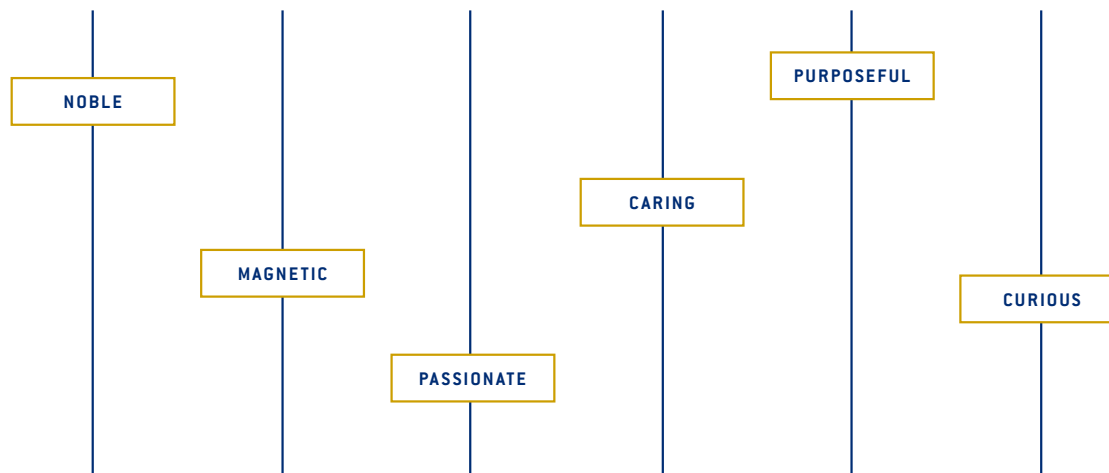 NOBLE
MAGNETIC
PASSIONATE
CARING
PURPOSEFUL
CURIOUS